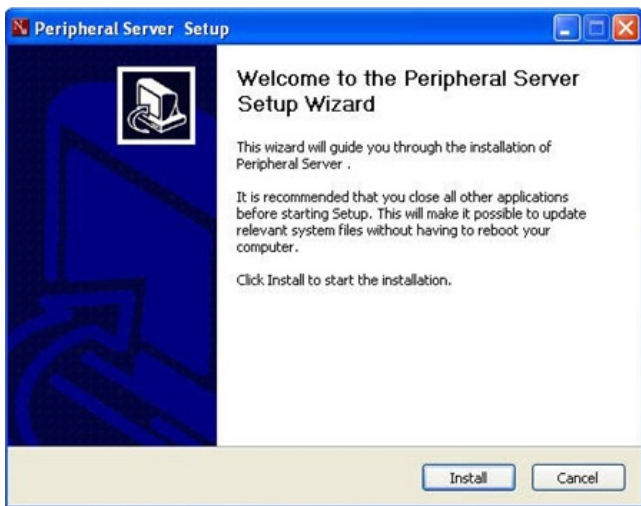 Peripheral Server Setup
Welcome to the Peripheral Server
Setup Wizard
This wizard will guide you through the installation of
Peripheral Server .
It is recommended that you close all other applications
before starting Setup. This will make it possible to update
relevant system files without having to reboot your
computer.
Click Install to start the installation.
Install
Cancel